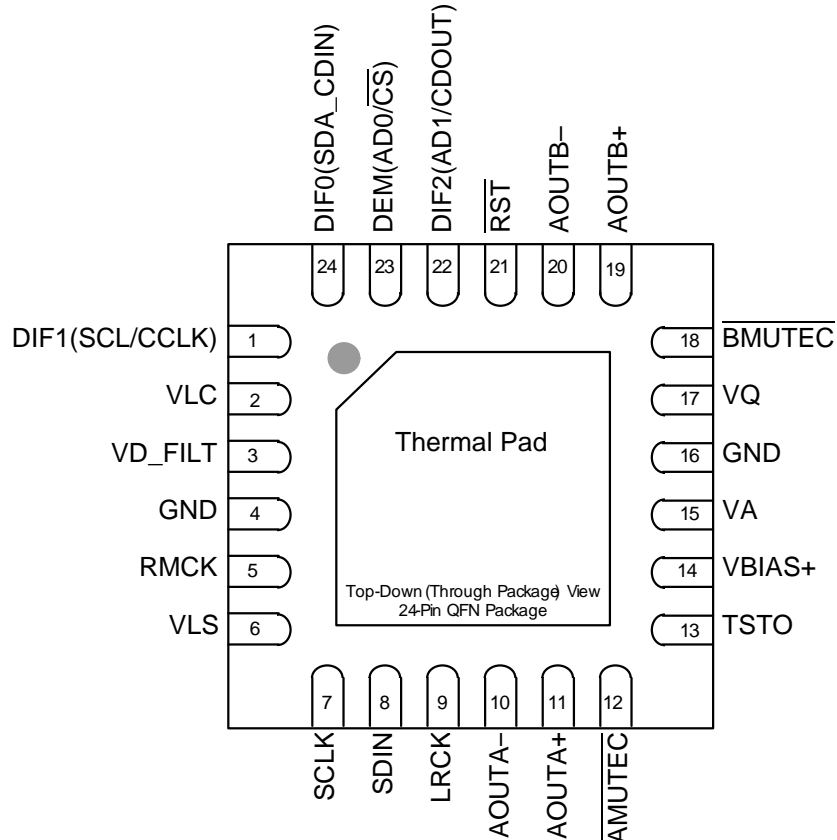 DIF0(SDA_CDIN)
DEM(AD0/CS)
DIF2(AD1/CDOUT)
RST
AOUTB–
AOUTB+
24
23
22
21
20
19
DIF1(SCL/CCLK)
1
18
BMUTEC
VLC
2
17
VQ
VD_FILT
3
Thermal Pad
16
GND
GND
4
15
VA
RMCK
5
14
VBIAS+
Top-Down (Through Package) View
24-Pin QFN Package
VLS
6
13
TSTO
7
8
9
10
11
12
SCLK
SDIN
LRCK
AOUTA–
AOUTA+
AMUTEC